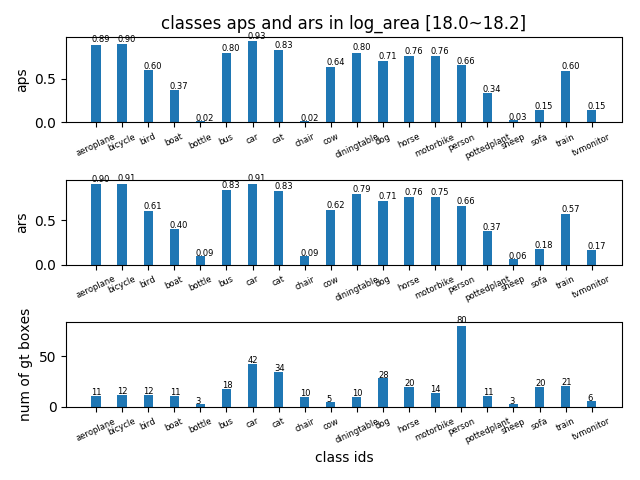 classes aps and ars in log_area [18.0~18.2]
aps
0.5
0.0
0.89 0.90 0.60 0.37 0.02 0.80 0.93 0.83 0.02 0.64 0.80 0.71 0.76 0.76 0.66 0.34 0.03 0.15 0.60 0.15
aeroplane bicycle bird boat bottle bus car cat chair cow diningtable dog horse motorbike person pottedplant sheep sofa train tvmonitor
ars
0.5
0.0
0.90 0.91 0.61 0.40 0.09 0.83 0.91 0.83 0.09 0.62 0.79 0.71 0.76 0.75 0.66 0.37 0.06 0.18 0.57 0.17
aeroplane bicycle bird boat bottle bus car cat chair cow diningtable dog horse motorbike person pottedplant sheep sofa train tvmonitor
num of gt boxes
50
0
11 12 12 11 3 18 42 34 10 5 10 28 20 14 80 11 3 20 21 6
aeroplane bicycle bird boat bottle bus car cat chair cow diningtable dog horse motorbike person pottedplant sheep sofa train tvmonitor
class ids